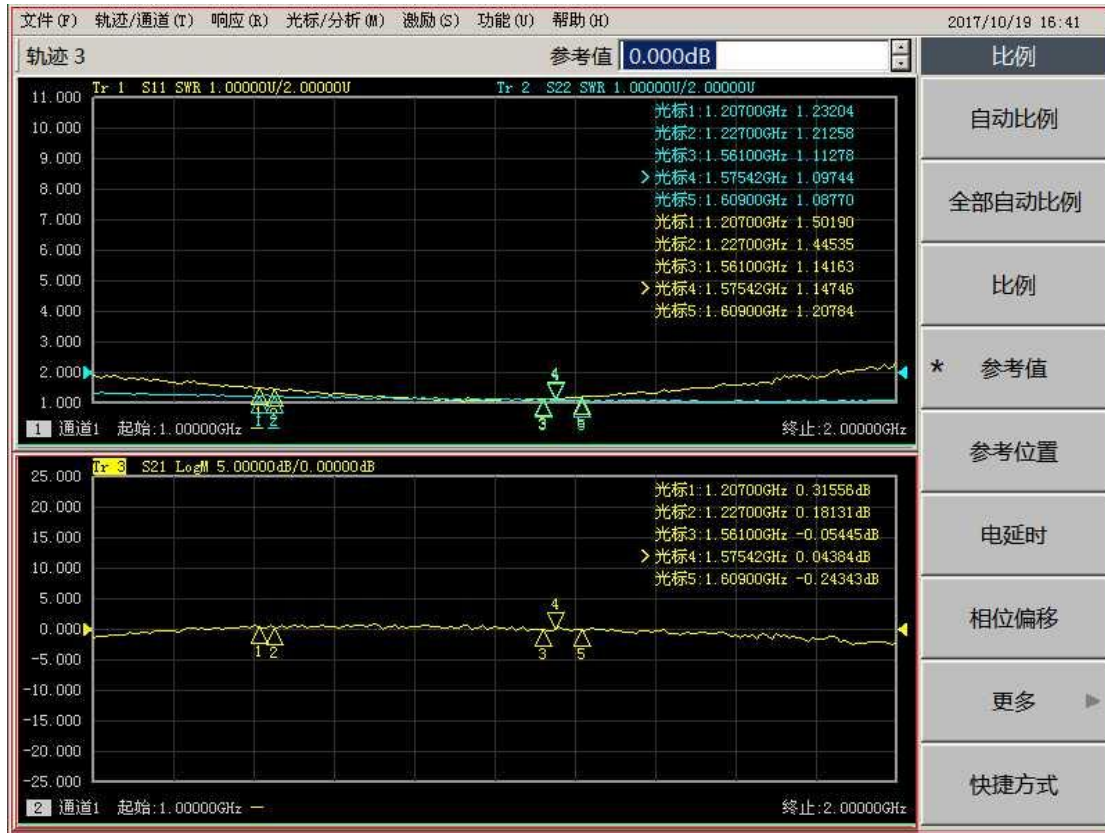 文件(F) 轨迹/通道(T) 响应(R) 光标/分析(M) 激励(S) 功能(U) 帮助(H) 2017/10/19 16:41
轨迹 3 参考值 0.000dB
比例
自动比例
全部自动比例
比例
* 参考值
参考位置
电延时
相位偏移
更多
快捷方式
Tr 1 S11 SWR 1.00000U/2.00000U Tr 2 S22 SWR 1.00000U/2.00000U
11.000
10.000
9.000
8.000
7.000
6.000
5.000
4.000
3.000
2.000
1.000
光标1:1.20700GHz 1.23204
光标2:1.22700GHz 1.21258
光标3:1.56100GHz 1.11278
>光标4:1.57542GHz 1.09744
光标5:1.60900GHz 1.08770
光标1:1.20700GHz 1.50190
光标2:1.22700GHz 1.44535
光标3:1.56100GHz 1.14163
>光标4:1.57542GHz 1.14746
光标5:1.60900GHz 1.20784
4
1 2 3
1 通道1 起始:1.00000GHz 终止:2.00000GHz
Tr 3 S21 LogM 5.00000dB/0.00000dB
25.000
20.000
15.000
10.000
5.000
0.000
-5.000
-10.000
-15.000
-20.000
-25.000
光标1:1.20700GHz 0.31556dB
光标2:1.22700GHz 0.18131dB
光标3:1.56100GHz -0.05445dB
>光标4:1.57542GHz 0.04384dB
光标5:1.60900GHz -0.24343dB
4
1 2 3 5
2 通道1 起始:1.00000GHz 终止:2.00000GHz